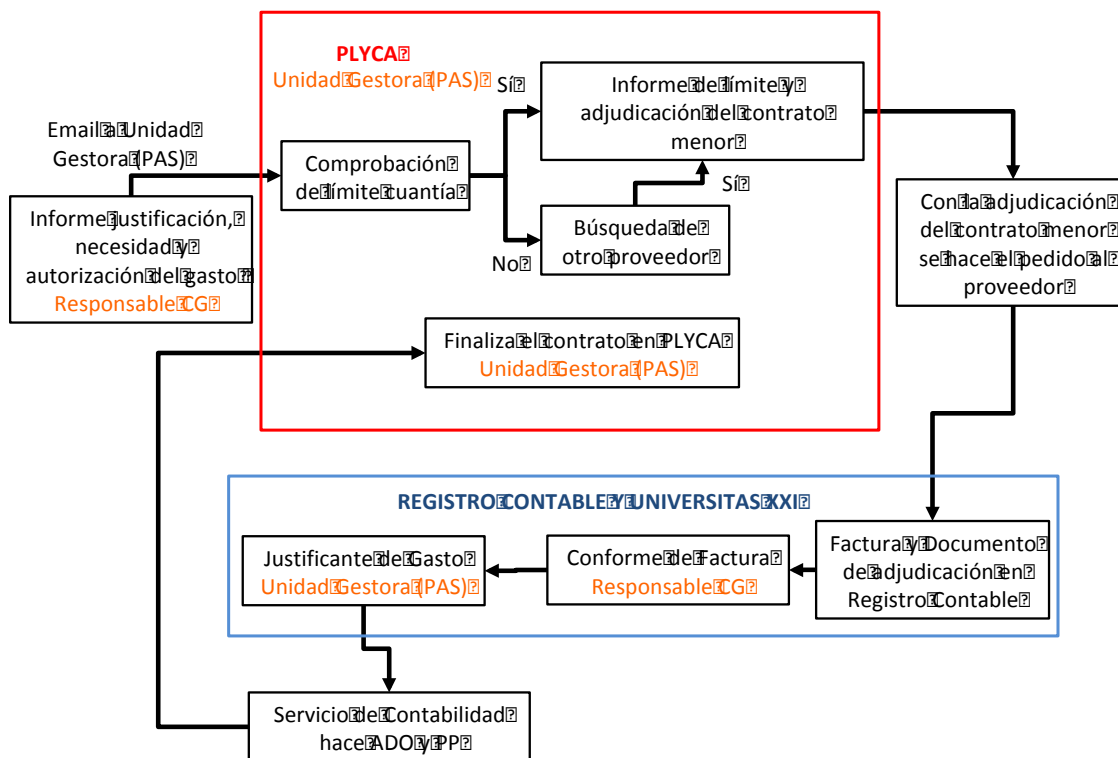 PLYCA
Unidad Gestora (PAS)
Sí
Informe de límite y
adjudicación del contrato
menor
Email a Unidad
Gestora (PAS)
Comprobación
de límite cuantía
Sí
Informe justificación,
necesidad y
autorización del gasto
Responsable CG
No
Búsqueda de
otro proveedor
Con la adjudicación
del contrato menor
se hace el pedido al
proveedor
Finaliza el contrato en PLYCA
Unidad Gestora (PAS)
REGISTRO CONTABLE Y UNIVERSITAS XXI
Justificante de Gasto
Unidad Gestora (PAS)
Conforme de Factura
Responsable CG
Factura y Documento
de adjudicación en
Registro Contable
Servicio de Contabilidad
hace ADO y PP